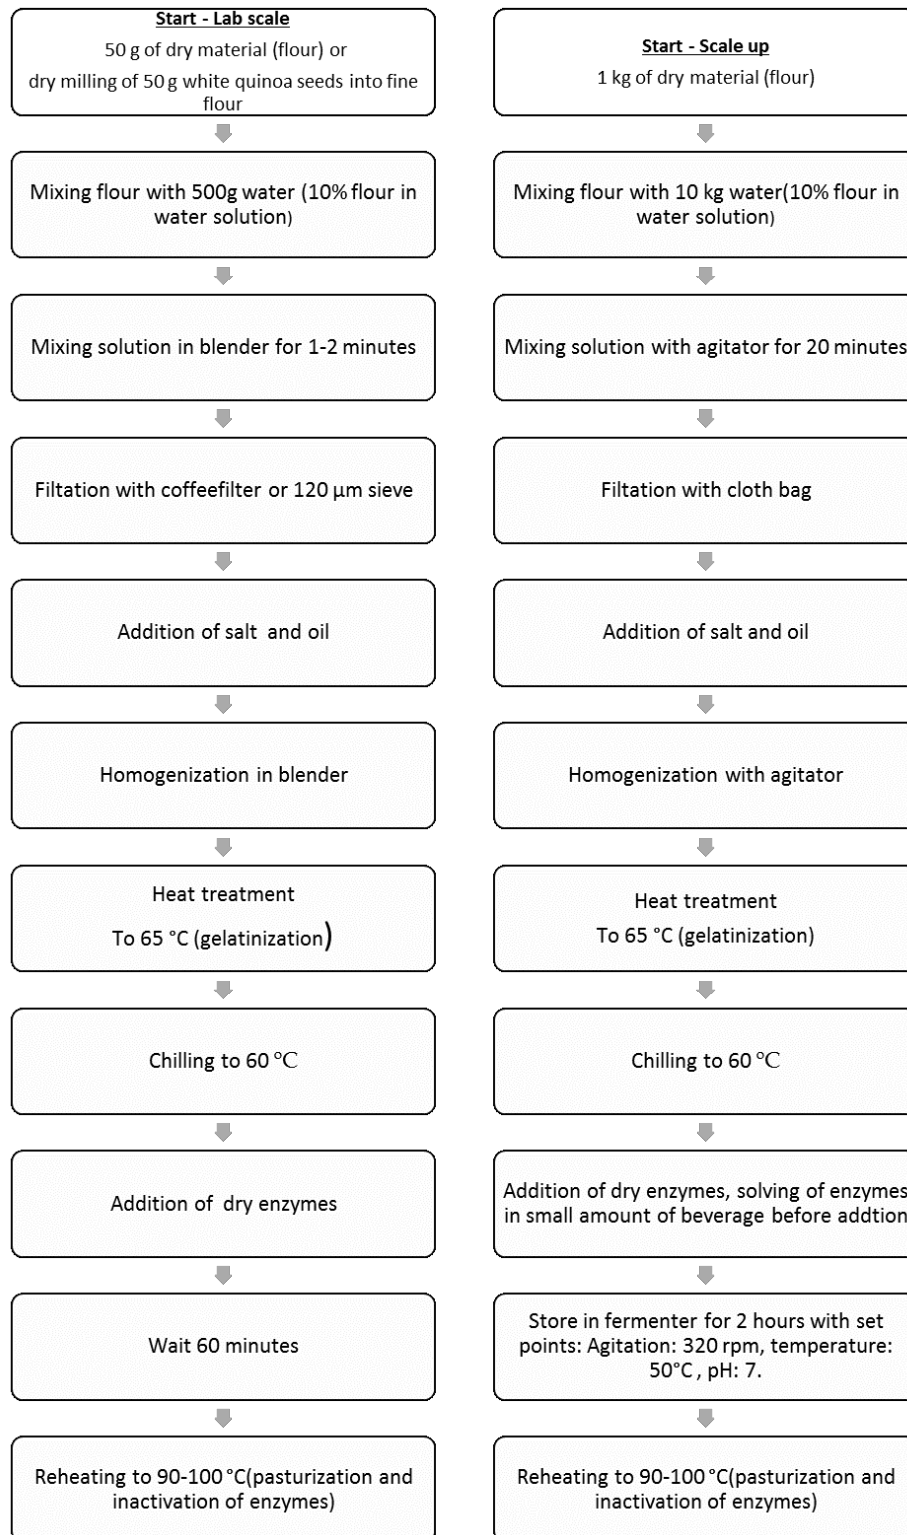 Start - Lab scale
50 g of dry material (flour) or
dry milling of 50 g white quinoa seeds into fine
flour
Mixing flour with 500g water (10% flour in
water solution)
Mixing solution in blender for 1-2 minutes
Filtation with coffeefilter or 120 µm sieve
Addition of salt and oil
Homogenization in blender
Heat treatment
To 65 °C (gelatinization)
Chilling to 60 °C
Addition of dry enzymes
Wait 60 minutes
Reheating to 90-100 °C(pasturization and
inactivation of enzymes)
Start - Scale up
1 kg of dry material (flour)
Mixing flour with 10 kg water(10% flour in
water solution)
Mixing solution with agitator for 20 minutes
Filtation with cloth bag
Addition of salt and oil
Homogenization with agitator
Heat treatment
To 65 °C (gelatinization)
Chilling to 60 °C
Addition of dry enzymes, solving of enzymes
in small amount of beverage before addtion
Store in fermenter for 2 hours with set
points: Agitation: 320 rpm, temperature:
50°C , pH: 7.
Reheating to 90-100 °C(pasturization and
inactivation of enzymes)